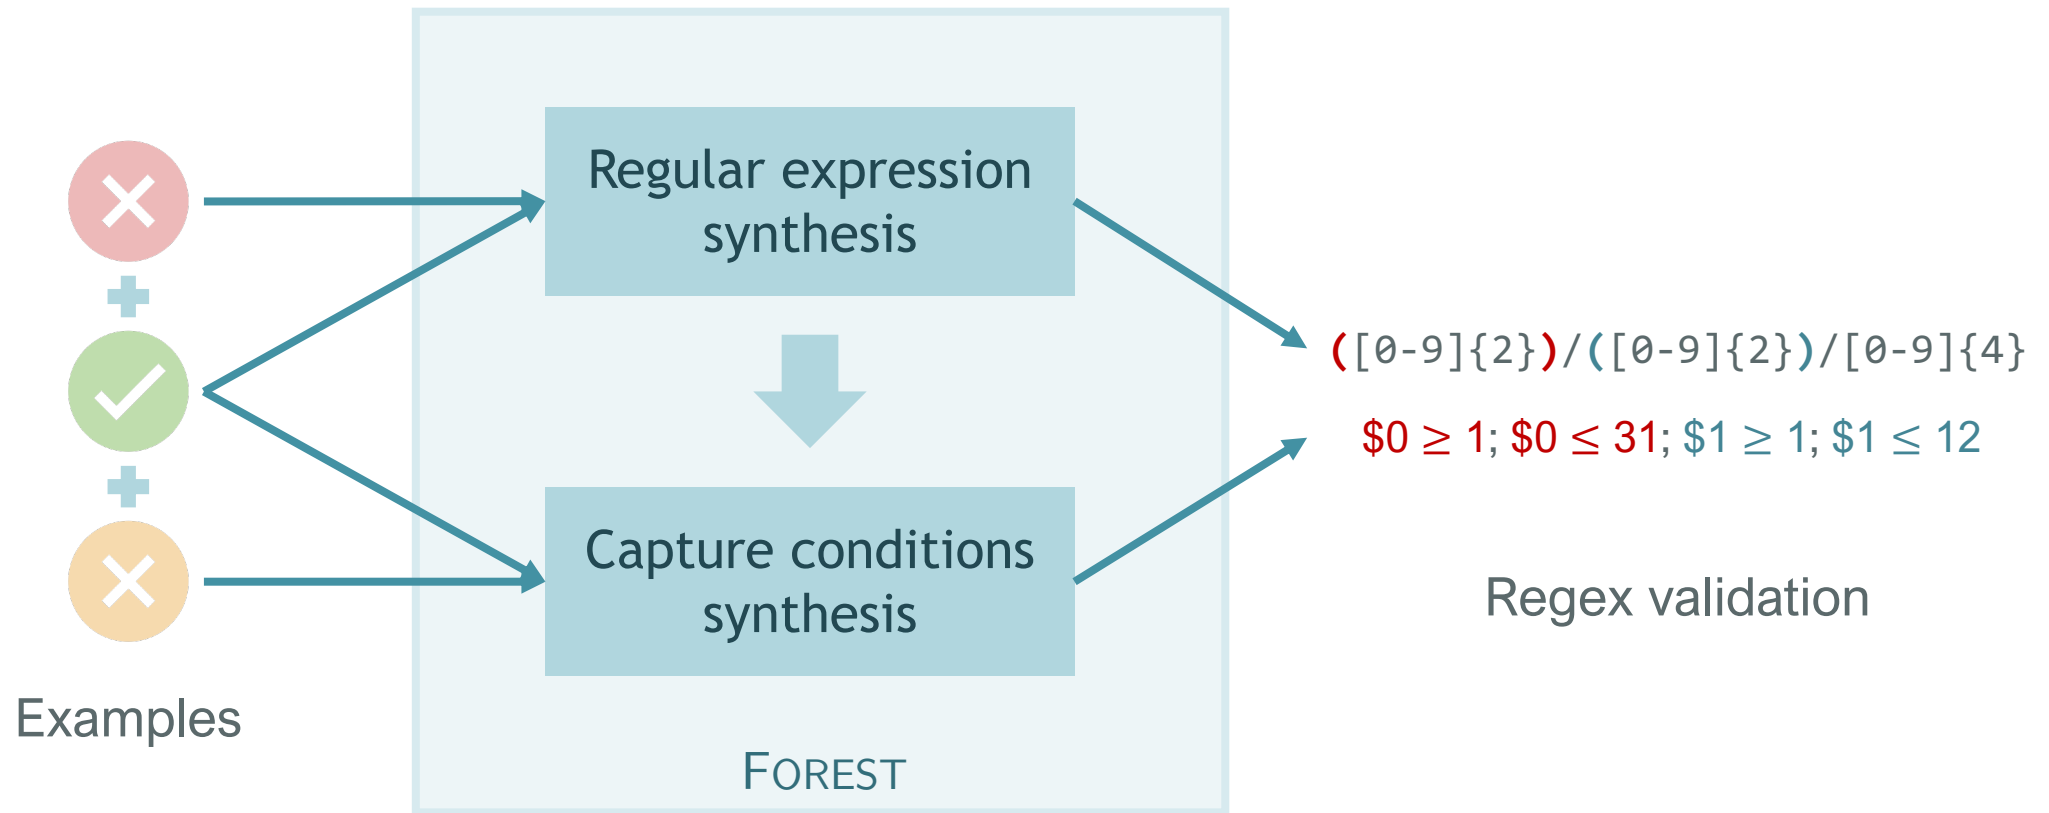 Regular expression
synthesis
([0-9]{2})/([0-9]{2})/[0-9]{4}
$0 ≥ 1; $0 ≤ 31; $1 ≥ 1; $1 ≤ 12
Capture conditions
synthesis
Regex validation
Examples
FOREST